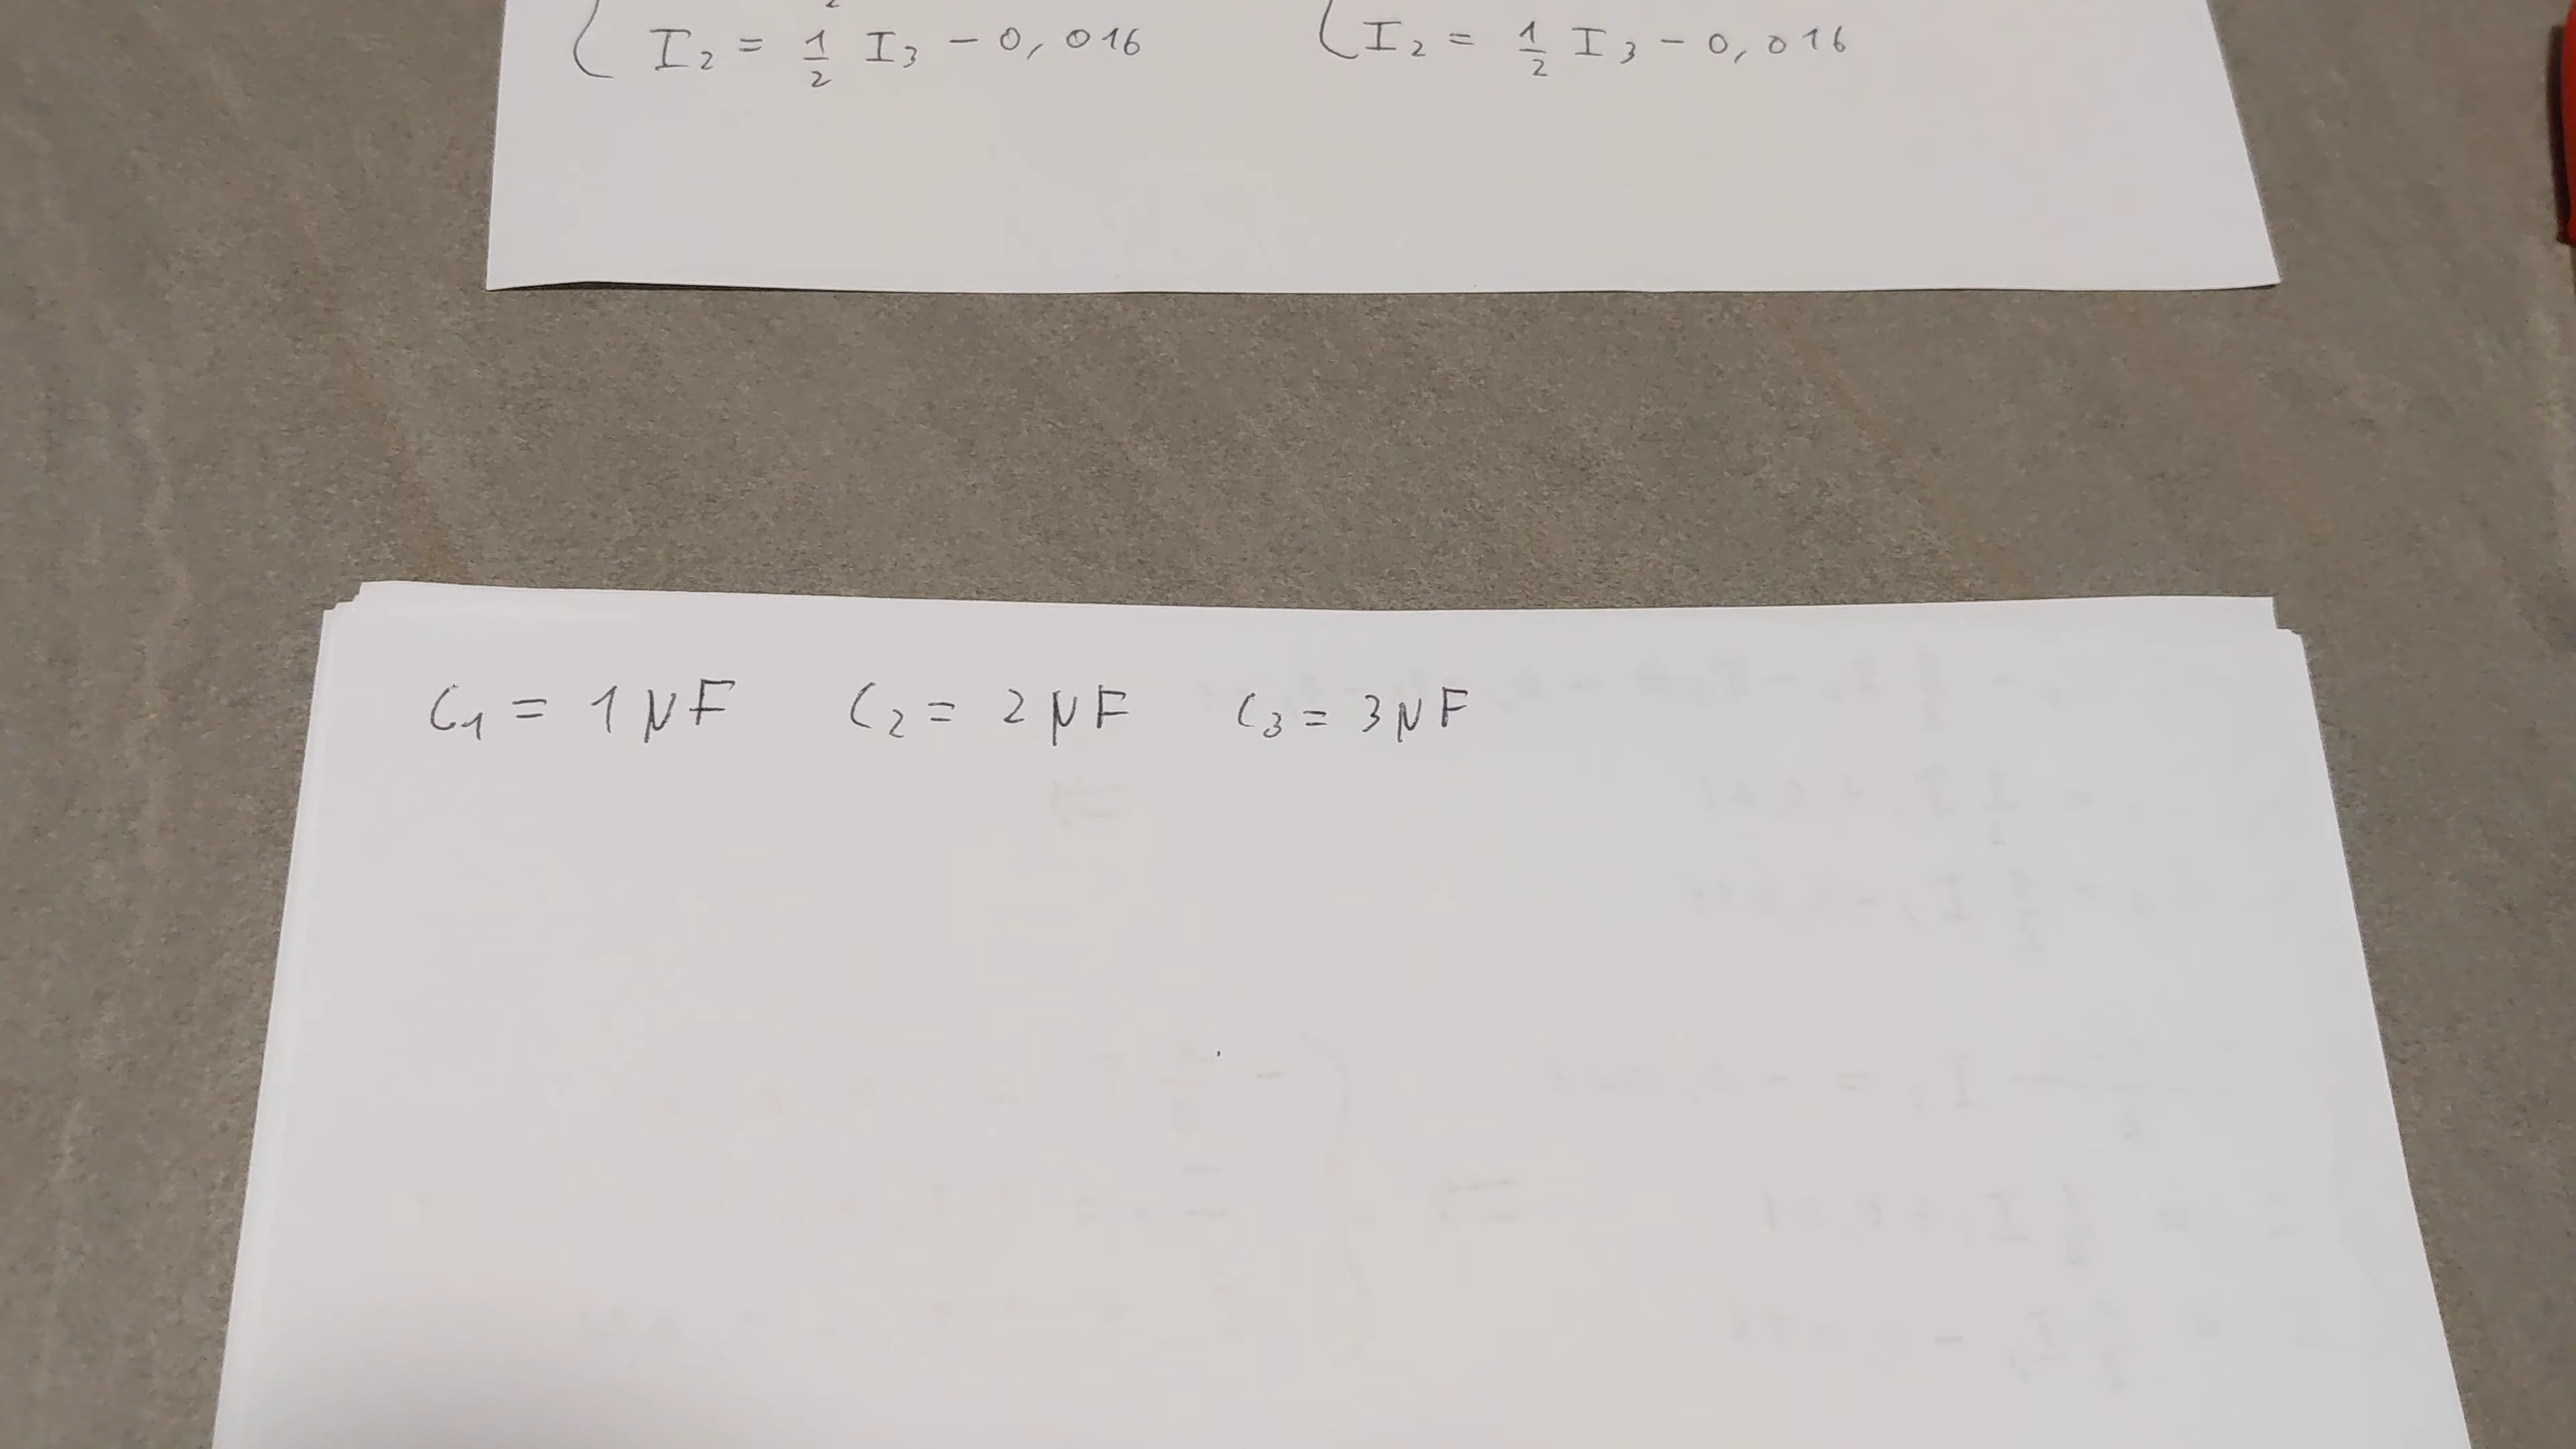 I₂ = 1/2 I₃ - 0,016 I₂ = 1/2 I₃ - 0,016
C₁ = 1 μF C₂ = 2 μF C₃ = 3 μF